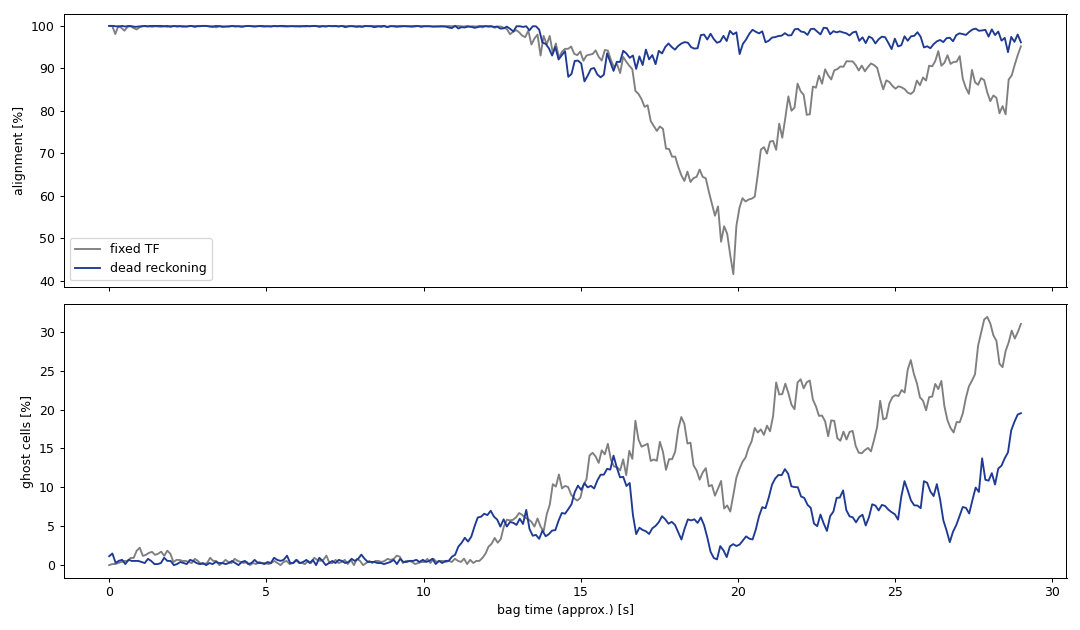 100
90
80
70
60
50
40
alignment [%]
fixed TF
dead reckoning
30
25
20
15
10
5
0
ghost cells [%]
0 5 10 15 20 25 30
bag time (approx.) [s]